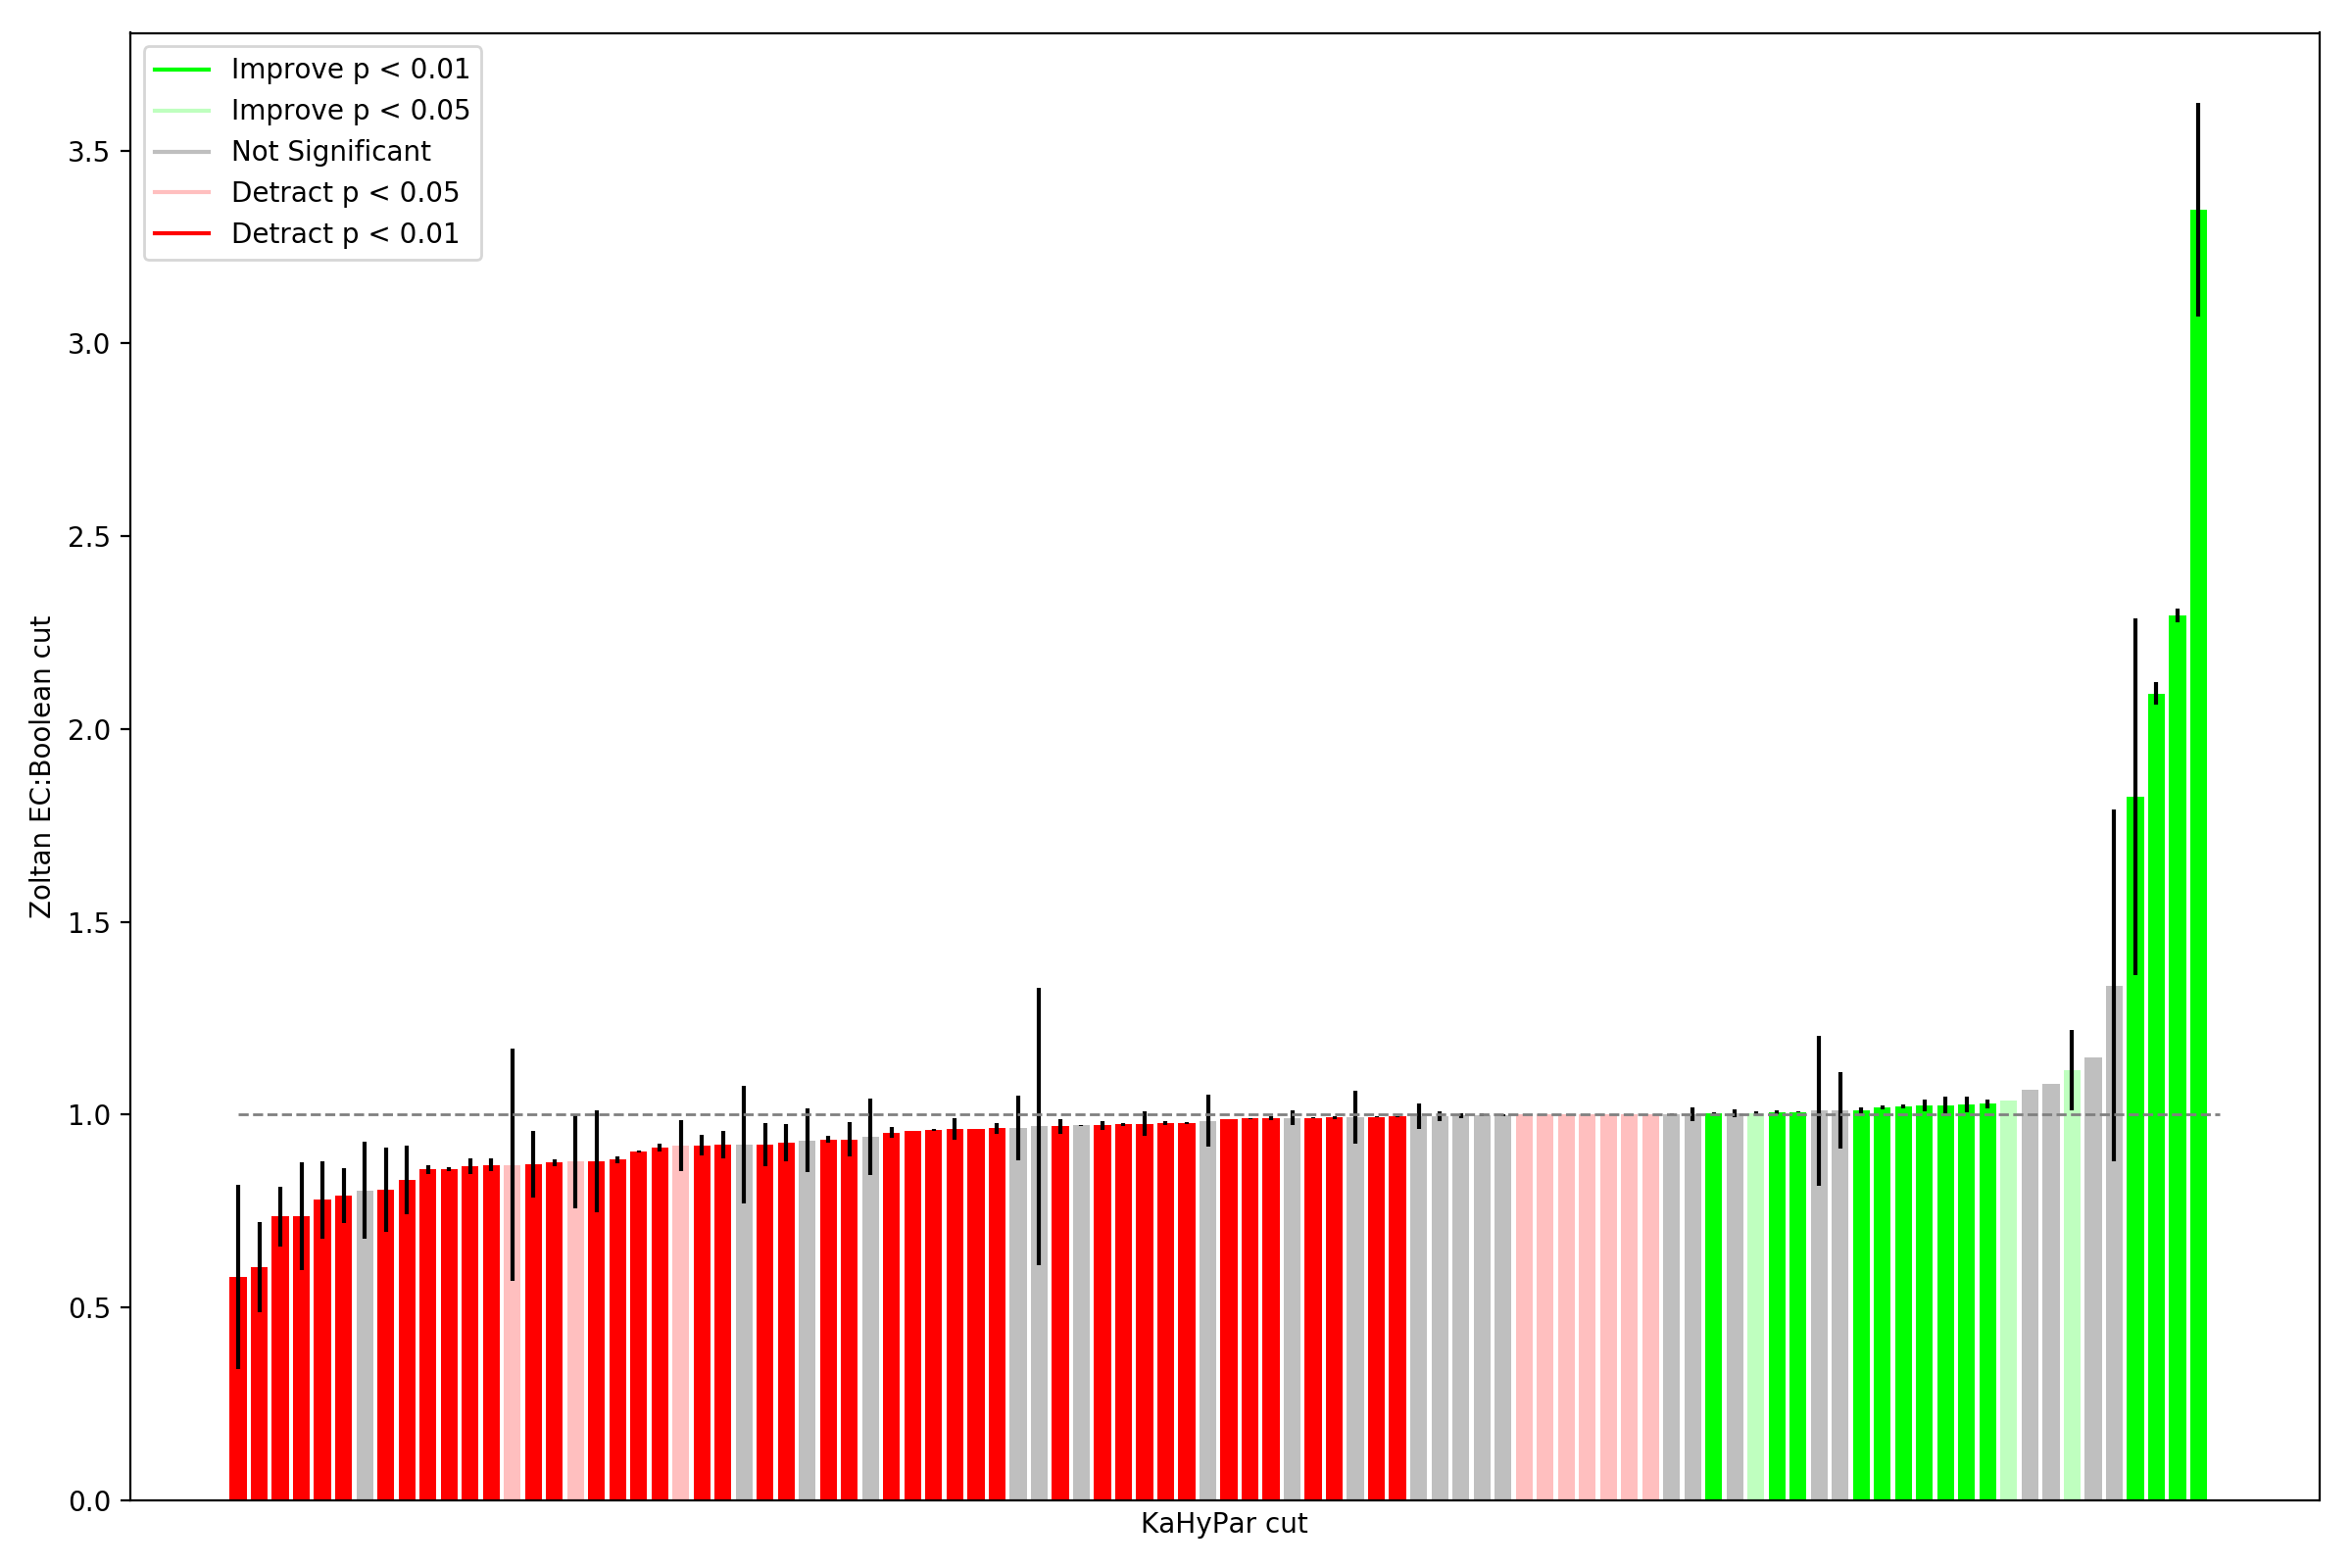 Improve p < 0.01
Improve p < 0.05
Not Significant
Detract p < 0.05
Detract p < 0.01
3.5
3.0
2.5
2.0
1.5
1.0
0.5
0.0
Zoltan EC:Boolean cut
KaHyPar cut